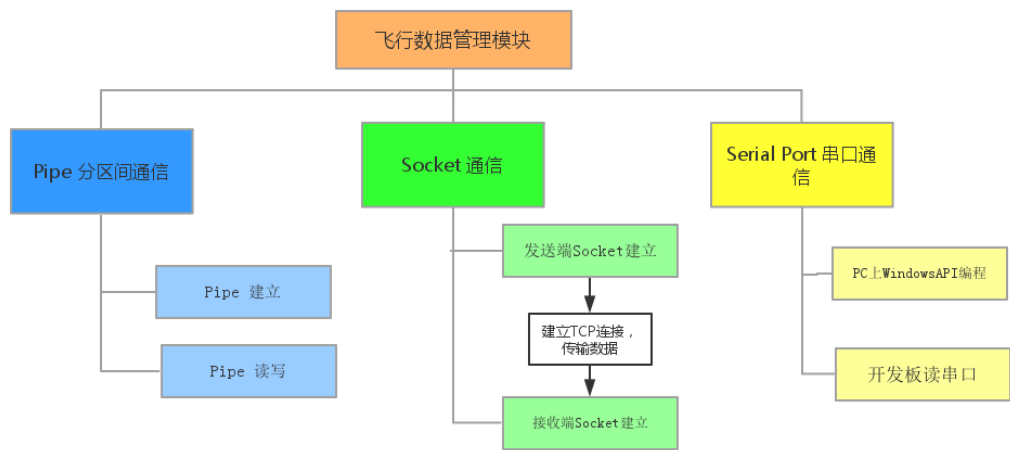 飞行数据管理模块
Pipe 分区间通信
Socket 通信
Serial Port 串口通
信
发送端Socket建立
建立TCP连接，
传输数据
接收端Socket建立
Pipe 建立
Pipe 读写
PC上WindowsAPI编程
开发板读串口